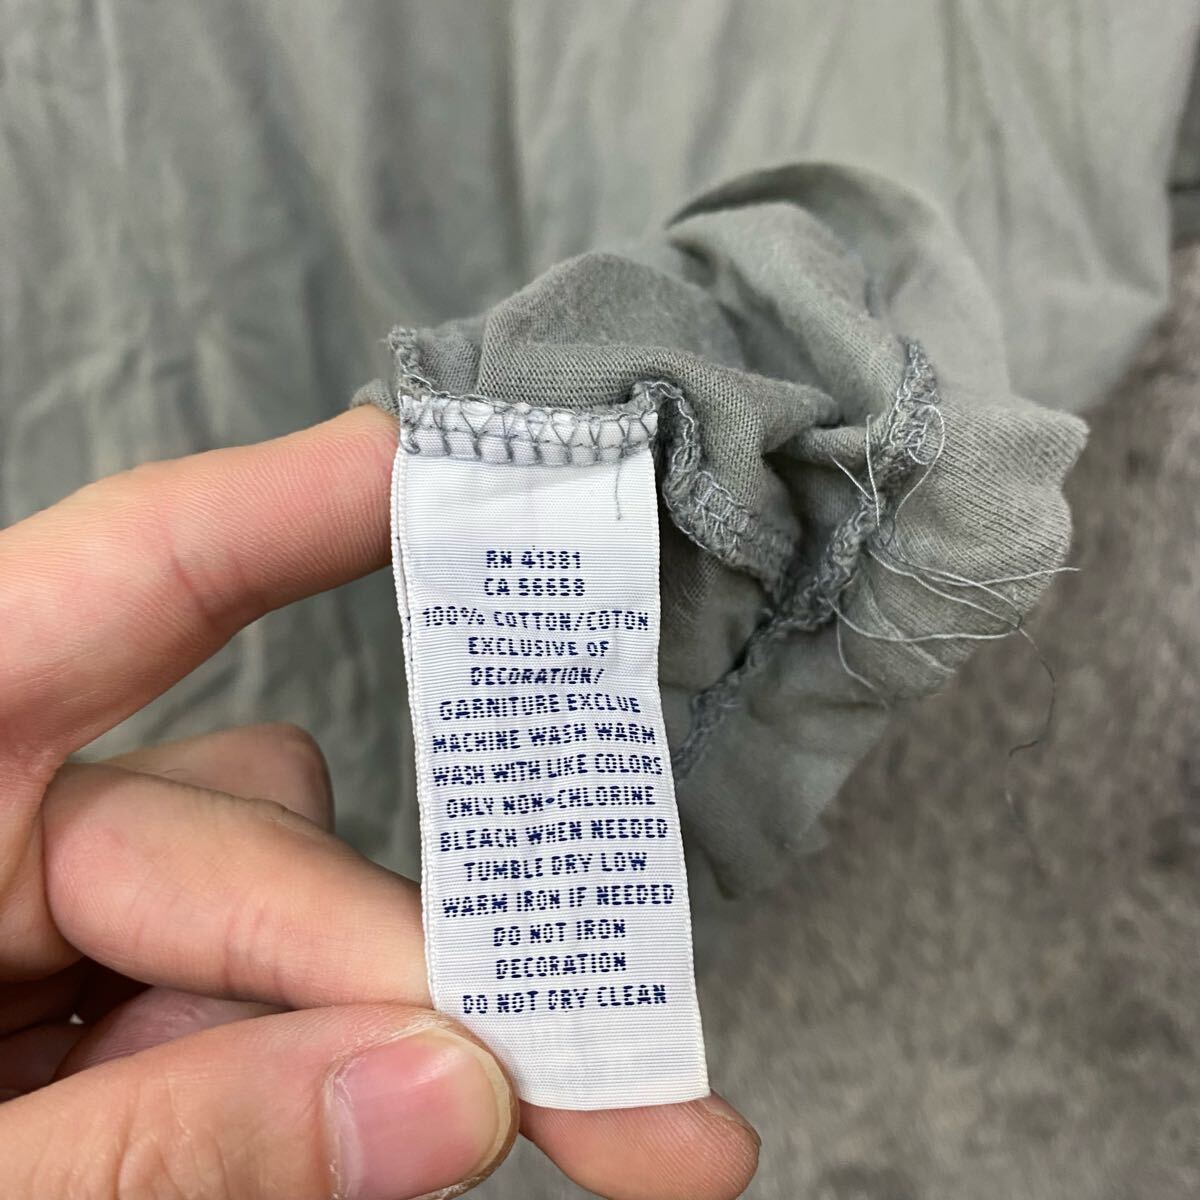 RN 41381
CA 56658
100% COTTON/COTON
EXCLUSIVE OF
DECORATION/
GARNITURE EXCLUE
MACHINE WASH WARM
WASH WITH LIKE COLORS
ONLY NON-CHLORINE
BLEACH WHEN NEEDED
TUMBLE DRY LOW
WARM IRON IF NEEDED
DO NOT IRON
DECORATION
DO NOT DRY CLEAN